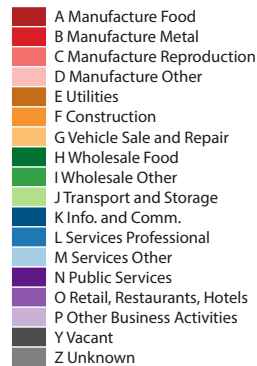 A Manufacture Food
B Manufacture Metal
C Manufacture Reproduction
D Manufacture Other
E Utilities
F Construction
G Vehicle Sale and Repair
H Wholesale Food
I Wholesale Other
J Transport and Storage
K Info. and Comm.
L Services Professional
M Services Other
N Public Services
O Retail, Restaurants, Hotels
P Other Business Activities
Y Vacant
Z Unknown